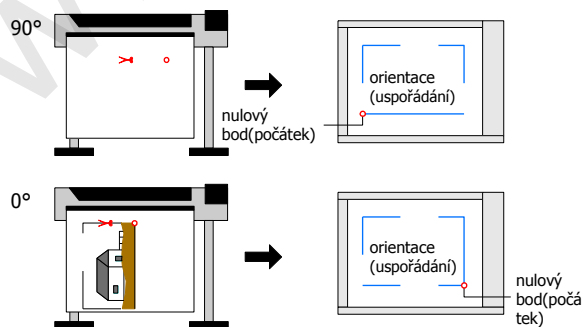 90°
orientace
(uspořádání)
nulový
bod(počátek)
0°
orientace
(uspořádání)
nulový
bod(počá
tek)